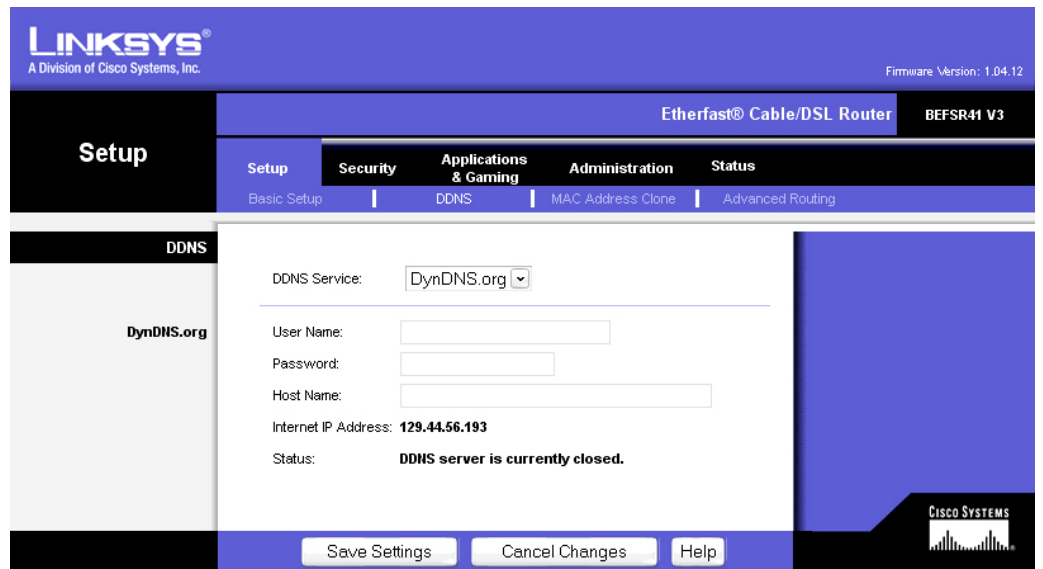 LINKSYS®
A Division of Cisco Systems, Inc.
Firmware Version: 1.04.12
Etherfast® Cable/DSL Router
BEFSR41 V3
Setup
Setup
Security
Applications
& Gaming
Administration
Status
Basic Setup
DDNS
MAC Address Clone
Advanced Routing
DDNS
DDNS Service:
DynDNS.org
DynDNS.org
User Name:
Password:
Host Name:
Internet IP Address: 129.44.56.193
Status: DDNS server is currently closed.
CISCO SYSTEMS
Save Settings
Cancel Changes
Help